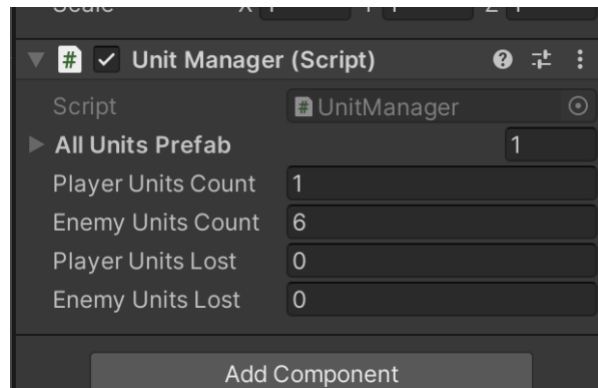 Unit Manager (Script)
Script # UnitManager
All Units Prefab 1
Player Units Count 1
Enemy Units Count 6
Player Units Lost 0
Enemy Units Lost 0
Add Component